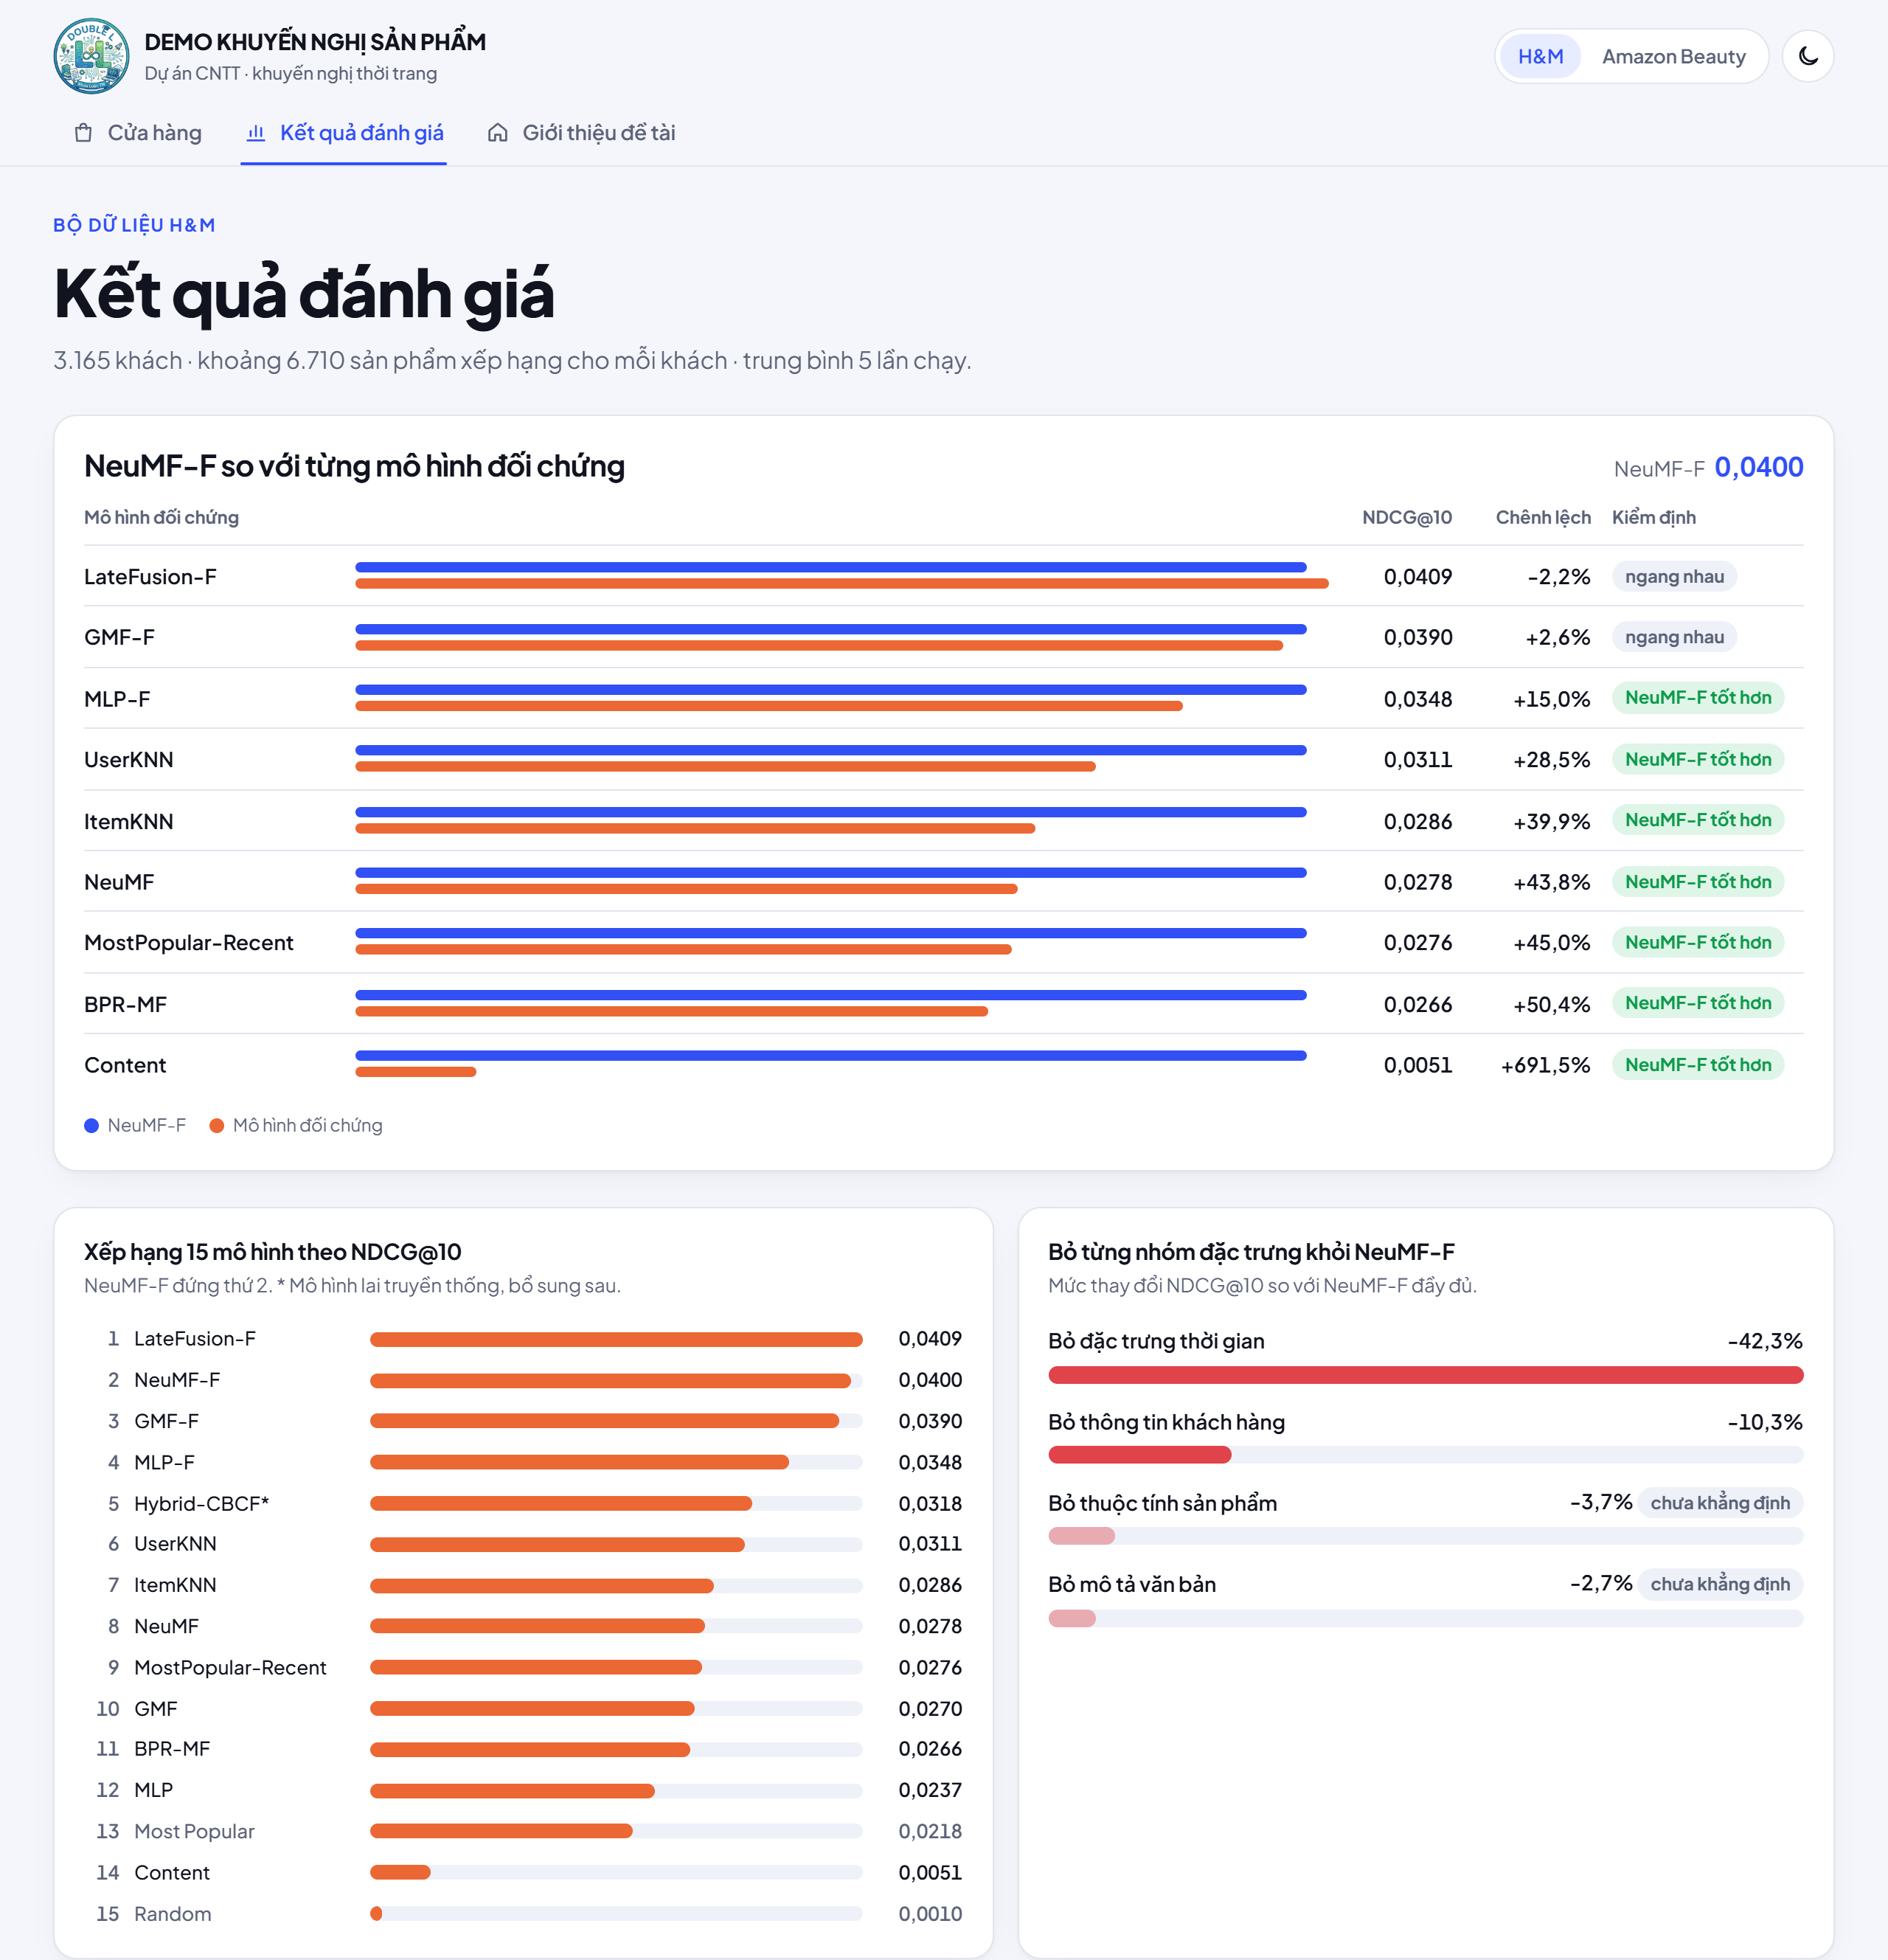 DOUBLE L
DEMO KHUYẾN NGHỊ SẢN PHẨM
Dự án CNTT · khuyến nghị thời trang
H&M
Amazon Beauty
Cửa hàng
Kết quả đánh giá
Giới thiệu đề tài
BỘ DỮ LIỆU H&M
Kết quả đánh giá
3.165 khách · khoảng 6.710 sản phẩm xếp hạng cho mỗi khách · trung bình 5 lần chạy.
NeuMF-F so với từng mô hình đối chứng
NeuMF-F 0,0400
Mô hình đối chứng NDCG@10 Chênh lệch Kiểm định
LateFusion-F 0,0409 -2,2% ngang nhau
GMF-F 0,0390 +2,6% ngang nhau
MLP-F 0,0348 +15,0% NeuMF-F tốt hơn
UserKNN 0,0311 +28,5% NeuMF-F tốt hơn
ItemKNN 0,0286 +39,9% NeuMF-F tốt hơn
NeuMF 0,0278 +43,8% NeuMF-F tốt hơn
MostPopular-Recent 0,0276 +45,0% NeuMF-F tốt hơn
BPR-MF 0,0266 +50,4% NeuMF-F tốt hơn
Content 0,0051 +691,5% NeuMF-F tốt hơn
NeuMF-F Mô hình đối chứng
Xếp hạng 15 mô hình theo NDCG@10
NeuMF-F đứng thứ 2. * Mô hình lai truyền thống, bổ sung sau.
1 LateFusion-F 0,0409
2 NeuMF-F 0,0400
3 GMF-F 0,0390
4 MLP-F 0,0348
5 Hybrid-CBCF* 0,0318
6 UserKNN 0,0311
7 ItemKNN 0,0286
8 NeuMF 0,0278
9 MostPopular-Recent 0,0276
10 GMF 0,0270
11 BPR-MF 0,0266
12 MLP 0,0237
13 Most Popular 0,0218
14 Content 0,0051
15 Random 0,0010
Bỏ từng nhóm đặc trưng khỏi NeuMF-F
Mức thay đổi NDCG@10 so với NeuMF-F đầy đủ.
Bỏ đặc trưng thời gian -42,3%
Bỏ thông tin khách hàng -10,3%
Bỏ thuộc tính sản phẩm -3,7% chưa khẳng định
Bỏ mô tả văn bản -2,7% chưa khẳng định